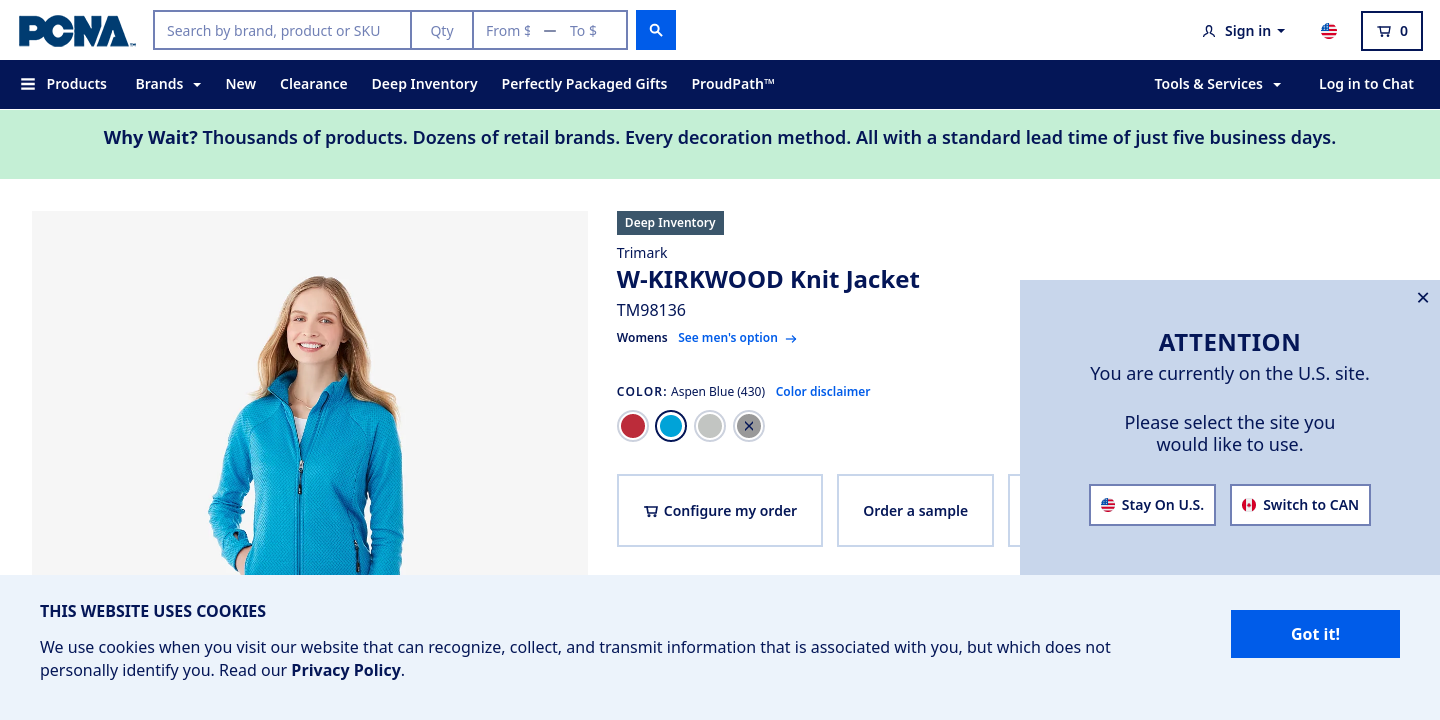 PCNA™
Search by brand, product or SKU
Qty
From $ — To $
Sign in
0
Products
Brands
New
Clearance
Deep Inventory
Perfectly Packaged Gifts
ProudPath™
Tools & Services
Log in to Chat
Why Wait? Thousands of products. Dozens of retail brands. Every decoration method. All with a standard lead time of just five business days.
Deep Inventory
Trimark
W-KIRKWOOD Knit Jacket
TM98136
Womens See men's option →
COLOR: Aspen Blue (430) Color disclaimer
Configure my order
Order a sample
ATTENTION
You are currently on the U.S. site.
Please select the site you
would like to use.
Stay On U.S.
Switch to CAN
THIS WEBSITE USES COOKIES
We use cookies when you visit our website that can recognize, collect, and transmit information that is associated with you, but which does not
personally identify you. Read our Privacy Policy.
Got it!